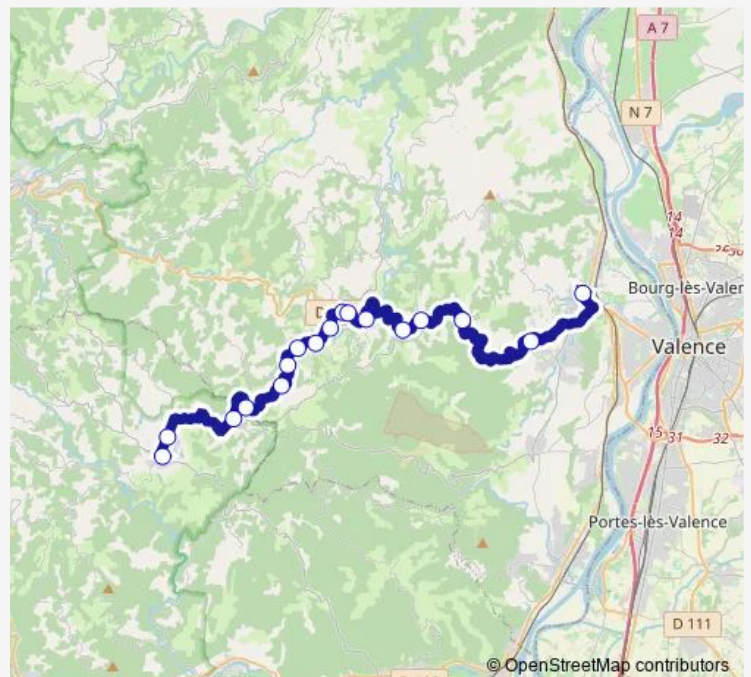 A 7
N 7
14
14
Bourg-lès-Valer
D
Valence
15
31
32
Portes-lès-Valence
D 111
© OpenStreetMap contributors